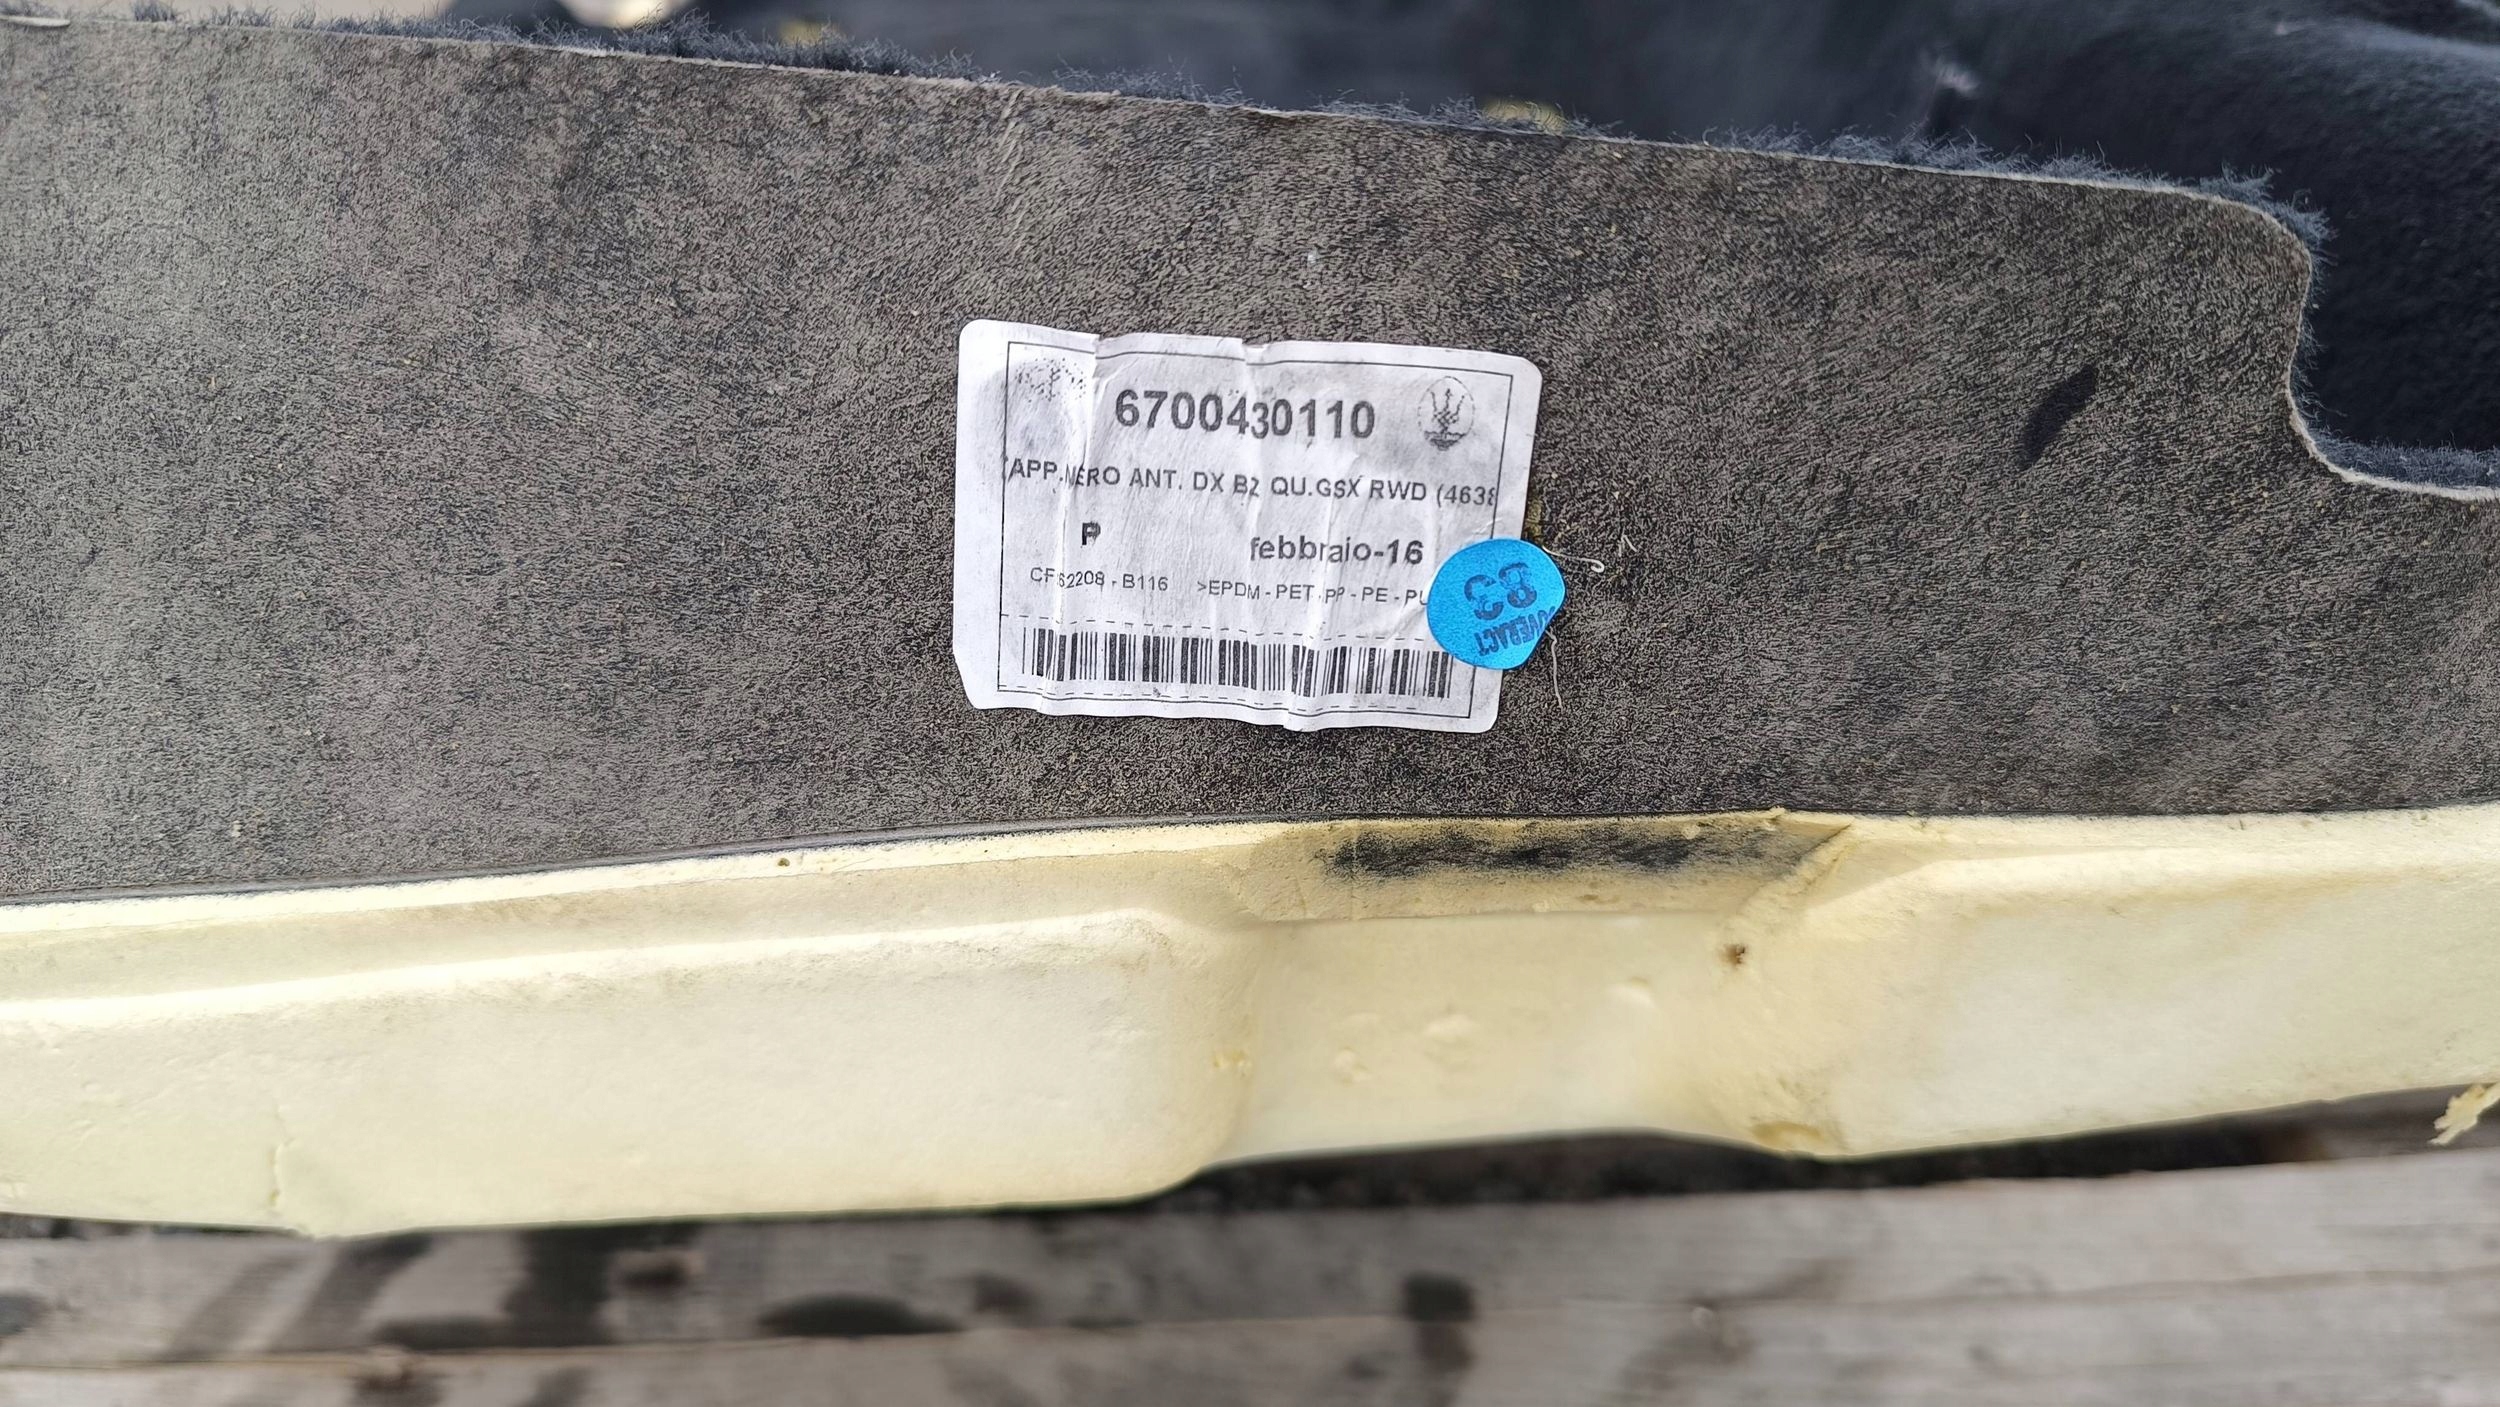 6700430110
APP.NERO ANT. DX B2 QU.GSX RWD (4638
P
febbraio-16
62208 - B116 >EPDM - PET - PP - PE - PU
83